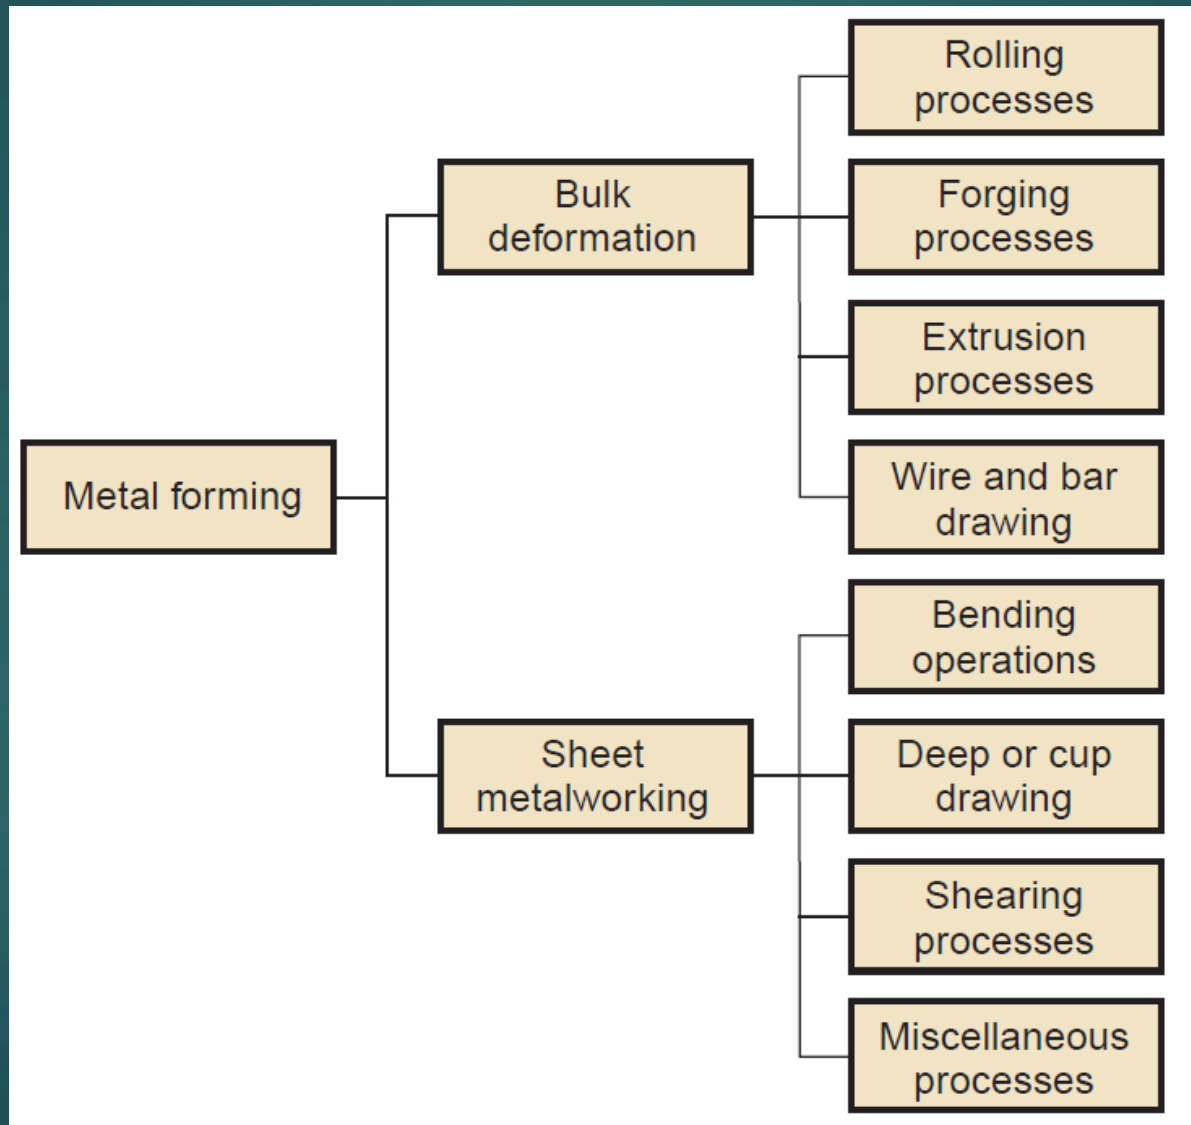 Rolling
processes
Bulk
deformation
Forging
processes
Extrusion
processes
Metal forming
Wire and bar
drawing
Bending
operations
Sheet
metalworking
Deep or cup
drawing
Shearing
processes
Miscellaneous
processes